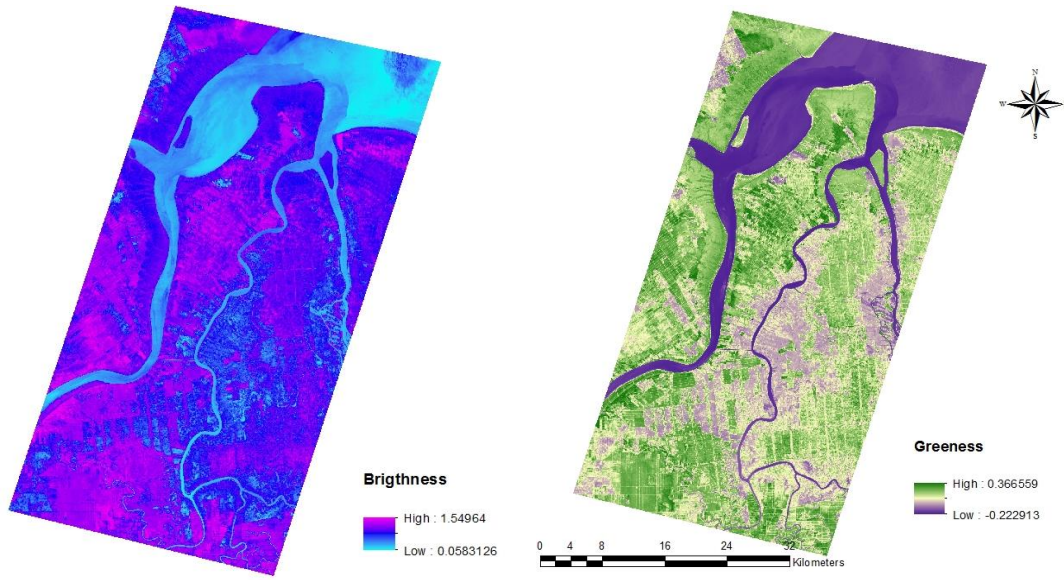 N
W
E
S
Brigthness
High : 1.54964
Low : 0.0583126
Greeness
High : 0.366559
Low : -0.222913
0 4 8 16 24 32
Kilometers